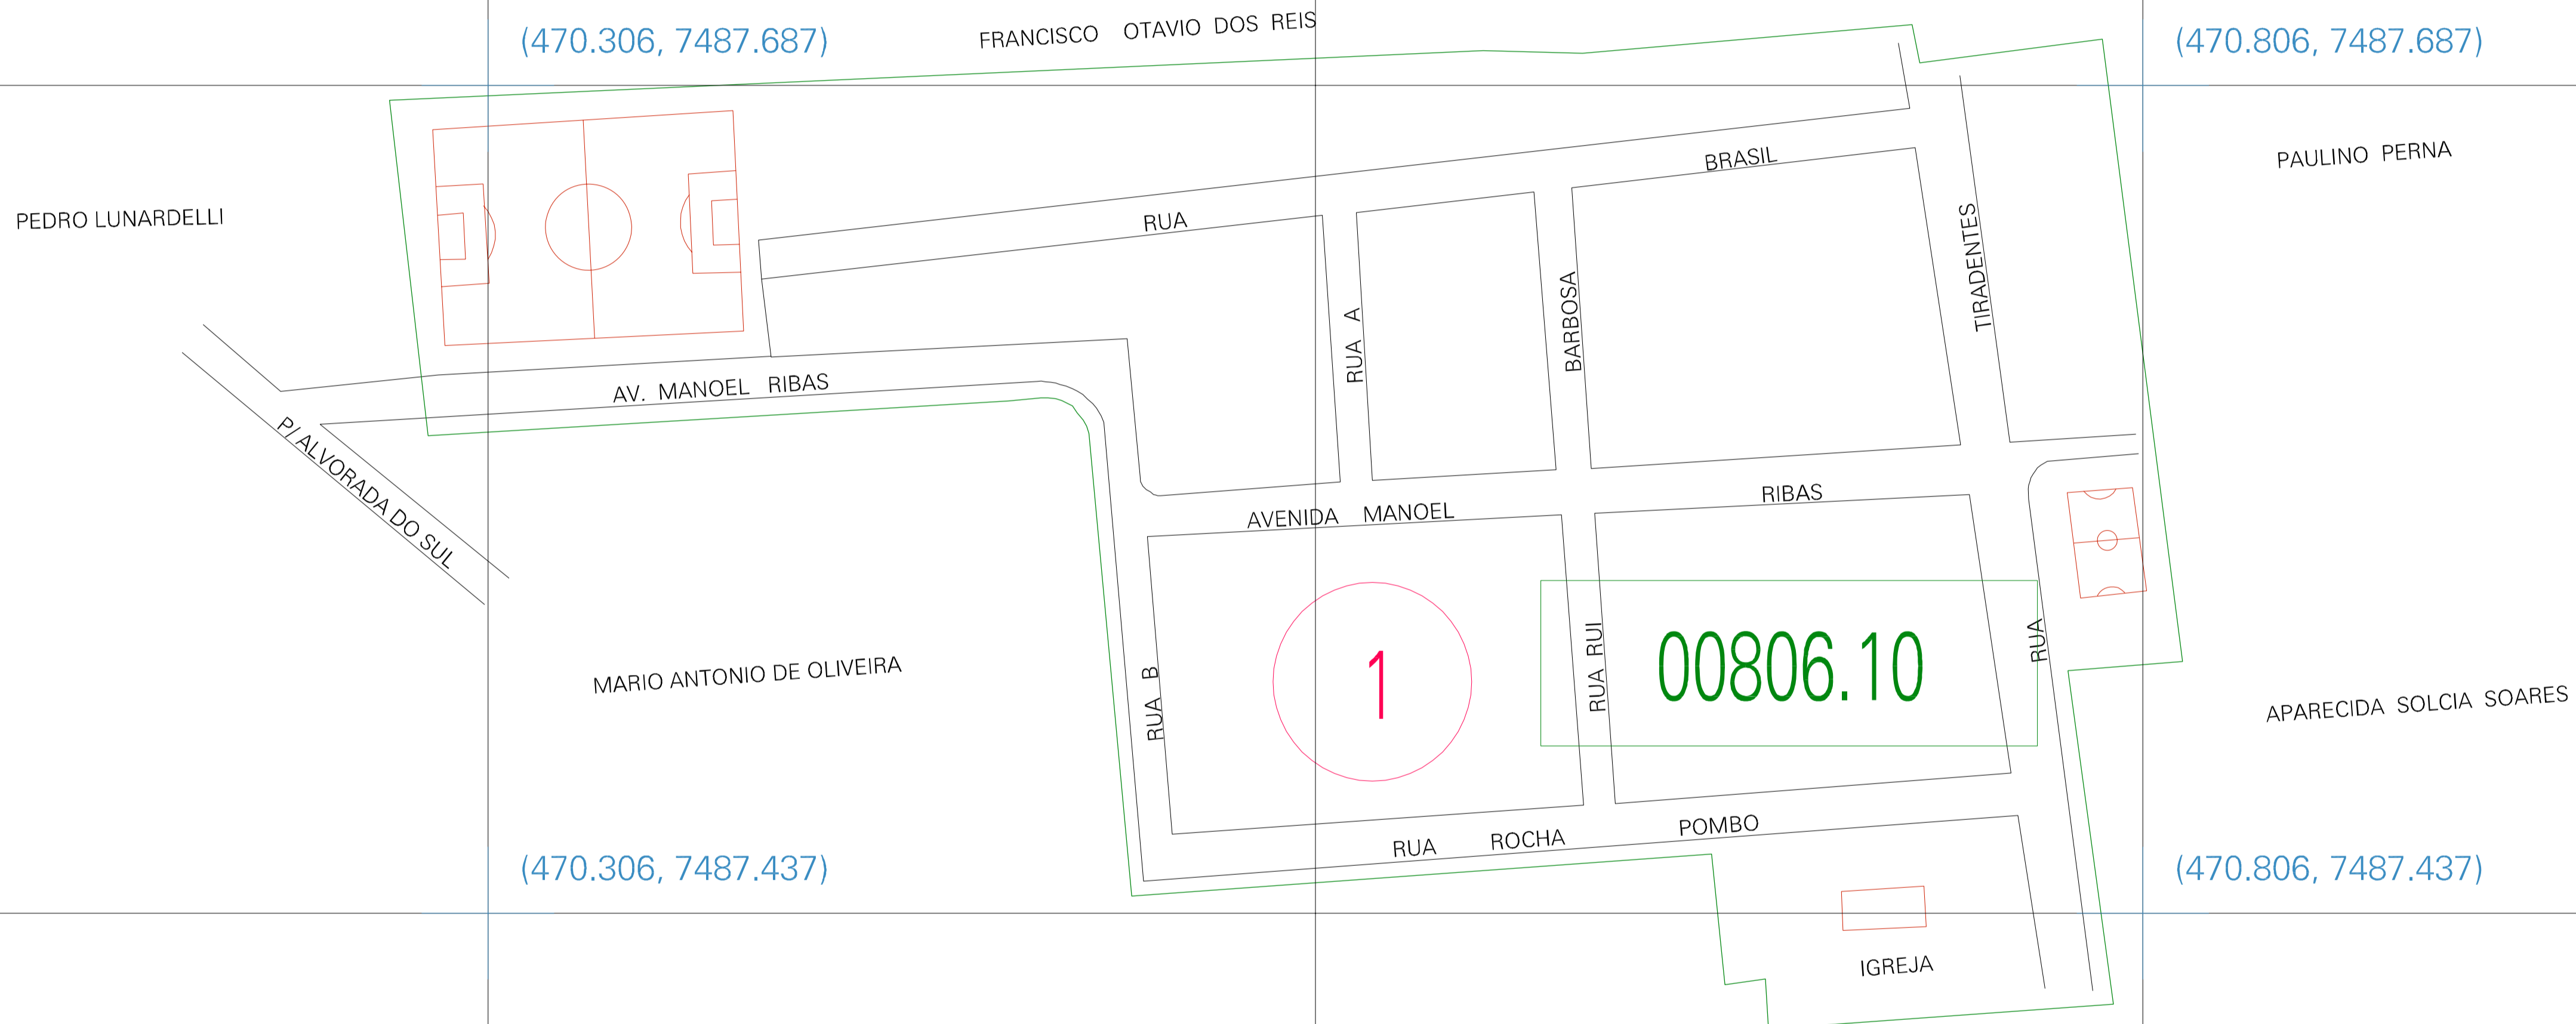 FRANCISCO OTAVIO DOS REIS
(470.306, 7487.687)
(470.806, 7487.687)
PAULINO PERNA
BRASIL
PEDRO LUNARDELLI
RUA
TIRADENTES
BARBOSA
RUA A
AV. MANOEL RIBAS
P/ ALVORADA DO SUL
RIBAS
AVENIDA MANOEL
MARIO ANTONIO DE OLIVEIRA
RUA B
1
RUA RUI
00806.10
RUA
APARECIDA SOLCIA SOARES
RUA ROCHA POMBO
(470.306, 7487.437)
(470.806, 7487.437)
IGREJA